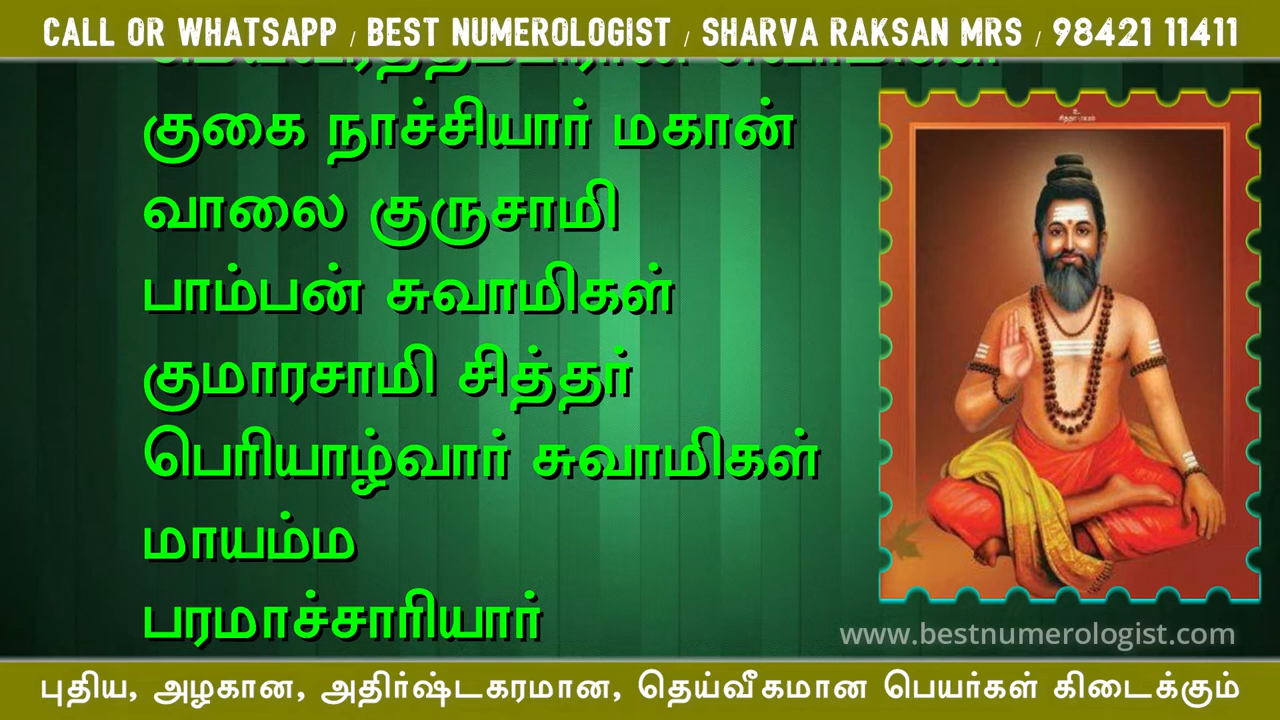 CALL OR WHATSAPP / BEST NUMEROLOGIST / SHARVA RAKSAN MRS / 98421 11411
குகை நாச்சியார் மகான்
வாலை குருசாமி
பாம்பன் சுவாமிகள்
குமாரசாமி சித்தர்
பெரியாழ்வார் சுவாமிகள்
மாயம்ம
பரமாச்சாரியார்
www.bestnumerologist.com
புதிய, அழகான, அதிர்ஷ்டகரமான, தெய்வீகமான பெயர்கள் கிடைக்கும்